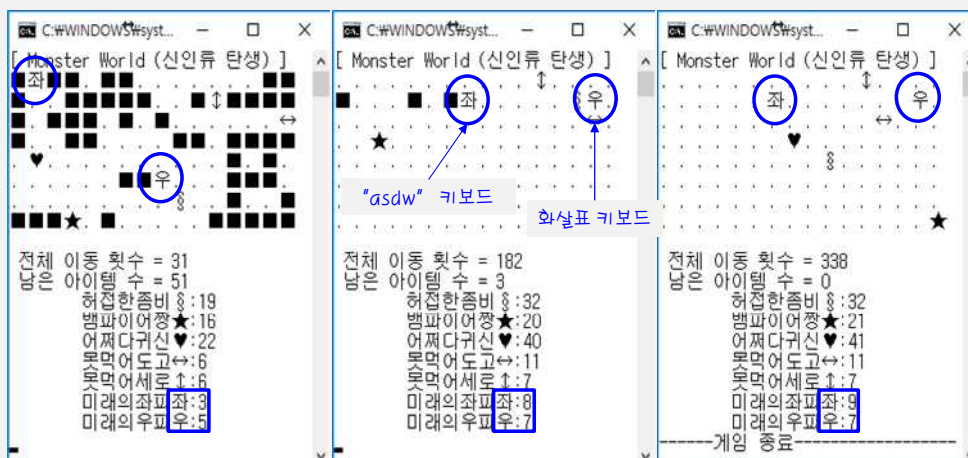 C:₩WINDOWS₩syst...
[ Monster World (신인류 탄생) ]
좌
우
전체 이동 횟수 = 31
남은 아이템 수 = 51
허접한좀비§:19
뱀파이어짱★:16
어쩌다귀신♥:22
못먹어도고↔:6
못먹어세로↕:6
미래의좌파좌:3
미래의우파우:5
C:₩WINDOWS₩syst...
[ Monster World (신인류 탄생) ]
좌
우
"asdw" 키보드
화살표 키보드
전체 이동 횟수 = 182
남은 아이템 수 = 3
허접한좀비§:32
뱀파이어짱★:20
어쩌다귀신♥:40
못먹어도고↔:11
못먹어세로↕:7
미래의좌파좌:8
미래의우파우:7
C:₩WINDOWS₩syst...
[ Monster World (신인류 탄생) ]
좌 우
전체 이동 횟수 = 338
남은 아이템 수 = 0
허접한좀비§:32
뱀파이어짱★:21
어쩌다귀신♥:41
못먹어도고↔:11
못먹어세로↕:7
미래의좌파좌:9
미래의우파우:7
------게임 종료-------------------